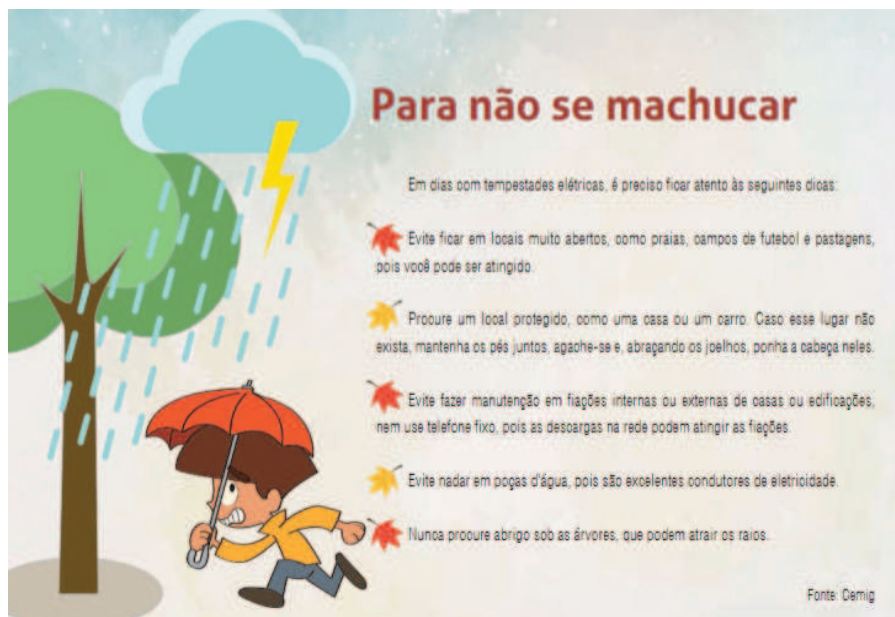 Para não se machucar
Em dias com tempestades elétricas, é preciso ficar atento às seguintes dicas:
Evite ficar em locais muito abertos, como praias, campos de futebol e pastagens,
pois você pode ser atingido.
Procure um local protegido, como uma casa ou um carro. Caso esse lugar não
exista, mantenha os pés juntos, agache-se e, abraçando os joelhos, ponha a cabeça neles.
Evite fazer manutenção em fiações internas ou externas de casas ou edificações,
nem use telefone fixo, pois as descargas na rede podem atingir as fiações.
Evite nadar em poças d'água, pois são excelentes condutores de eletricidade.
Nunca procure abrigo sob as árvores, que podem atrair os raios.
Fonte: Cemig